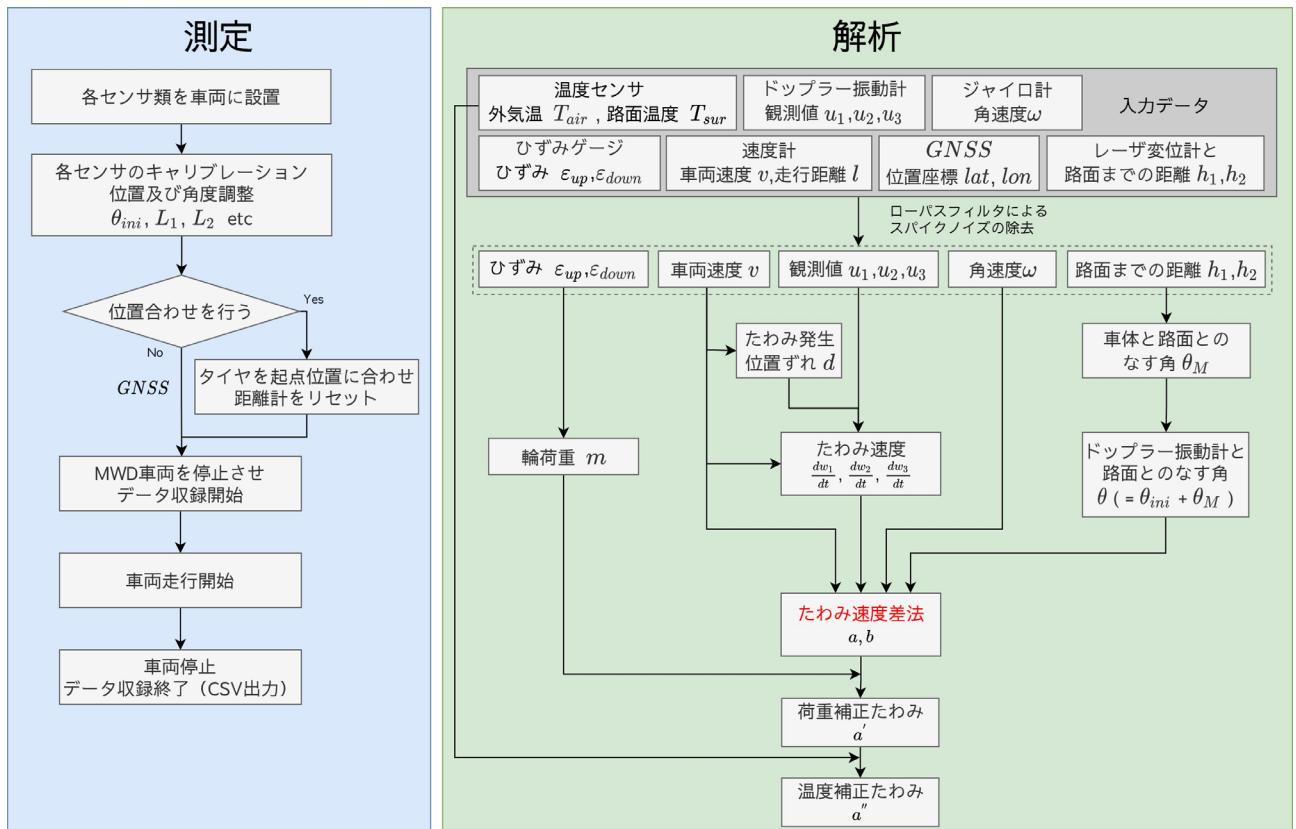 測定
各センサ類を車両に設置
各センサのキャリブレーション
位置及び角度調整
θ_ini, L_1, L_2 etc
位置合わせを行う
Yes
No
GNSS
タイヤを起点位置に合わせ
距離計をリセット
MWD車両を停止させ
データ収録開始
車両走行開始
車両停止
データ収録終了（CSV出力）
解析
温度センサ
外気温 T_air , 路面温度 T_sur
ドップラー振動計
観測値 u_1,u_2,u_3
ジャイロ計
角速度ω
入力データ
ひずみゲージ
ひずみ ε_up,ε_down
速度計
車両速度 v,走行距離 l
GNSS
位置座標 lat, lon
レーザ変位計と
路面までの距離 h_1,h_2
ローパスフィルタによる
スパイクノイズの除去
ひずみ ε_up,ε_down
車両速度 v
観測値 u_1,u_2,u_3
角速度ω
路面までの距離 h_1,h_2
たわみ発生
位置ずれ d
車体と路面との
なす角 θ_M
輪荷重 m
たわみ速度
dw_1/dt, dw_2/dt, dw_3/dt
ドップラー振動計と
路面とのなす角
θ ( = θ_ini + θ_M )
たわみ速度差法
a, b
荷重補正たわみ
a′
温度補正たわみ
a″